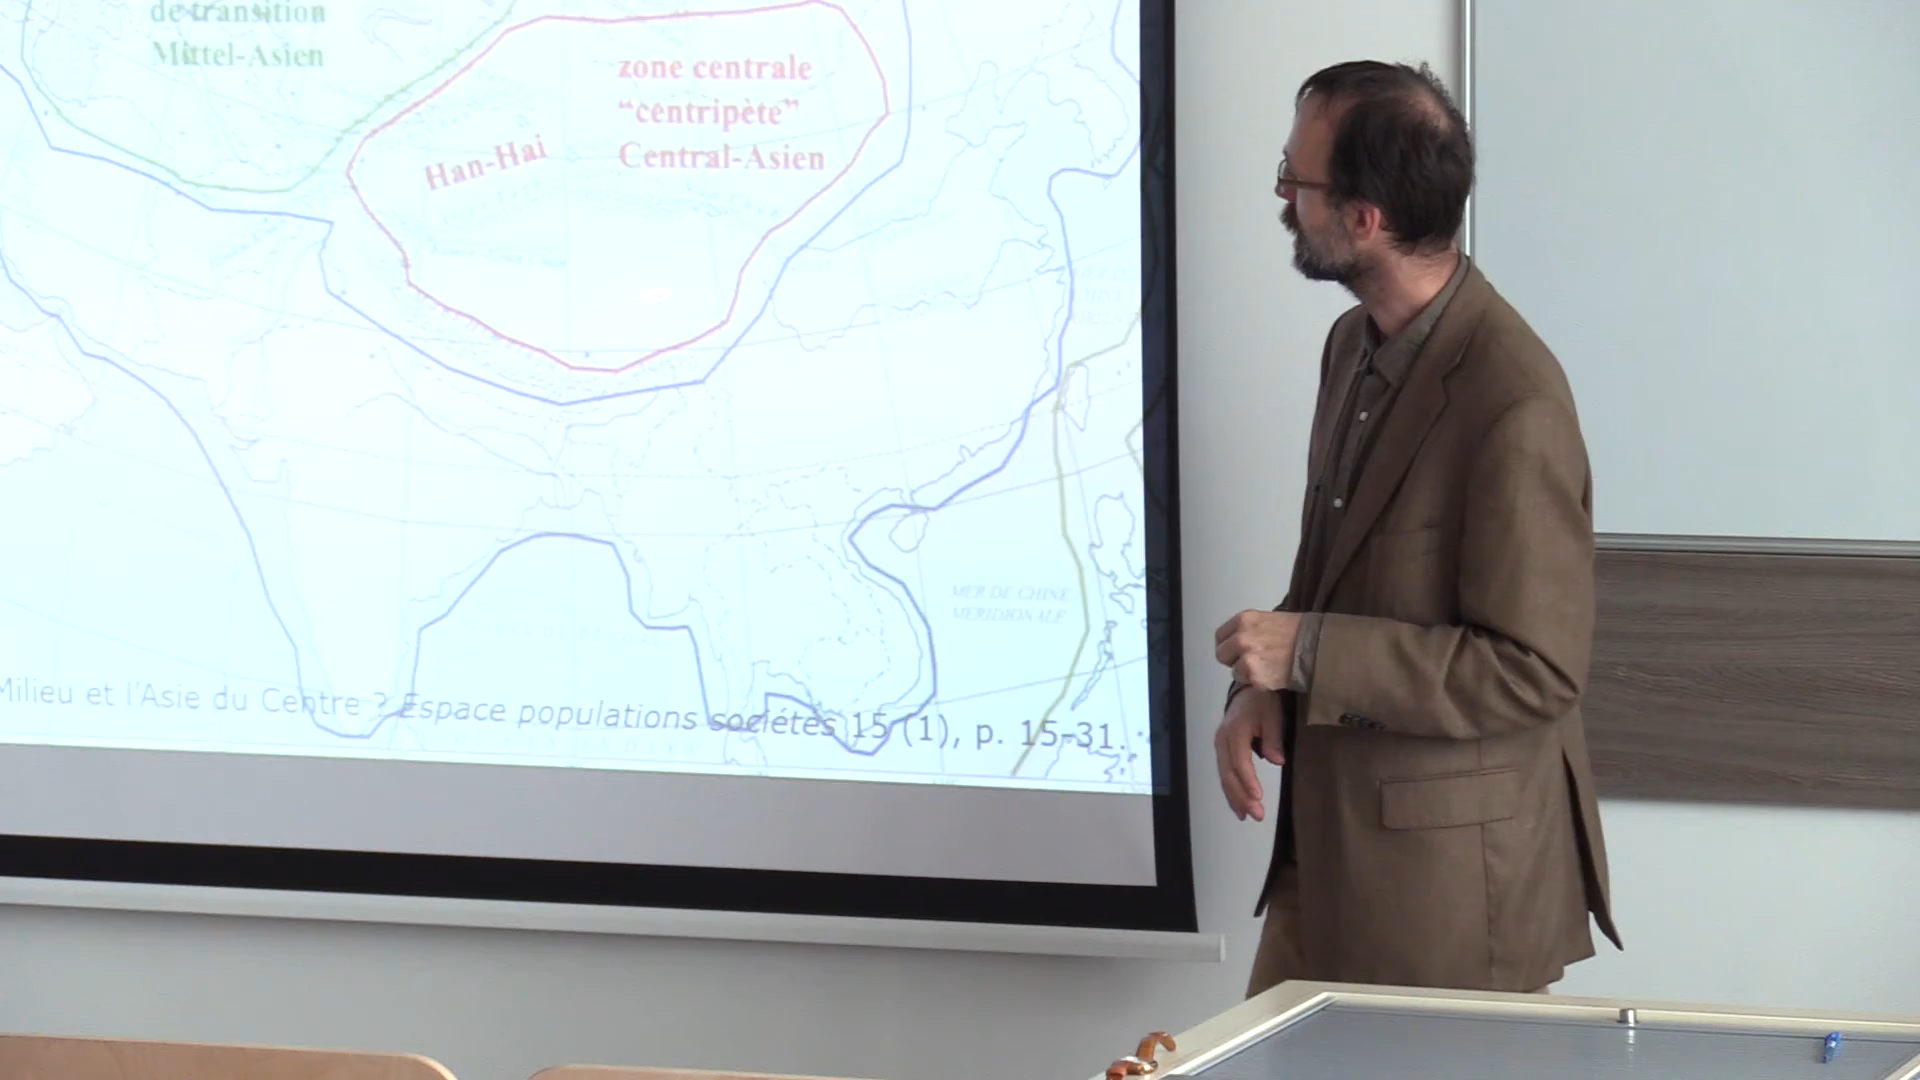 de transition
Mittel-Asien
zone centrale
“centripète”
Central-Asien
Han-Hai
MER DE CHINE
MERIDIONALE
Milieu et l'Asie du Centre ? Espace populations sociétés 15 (1), p. 15-31.